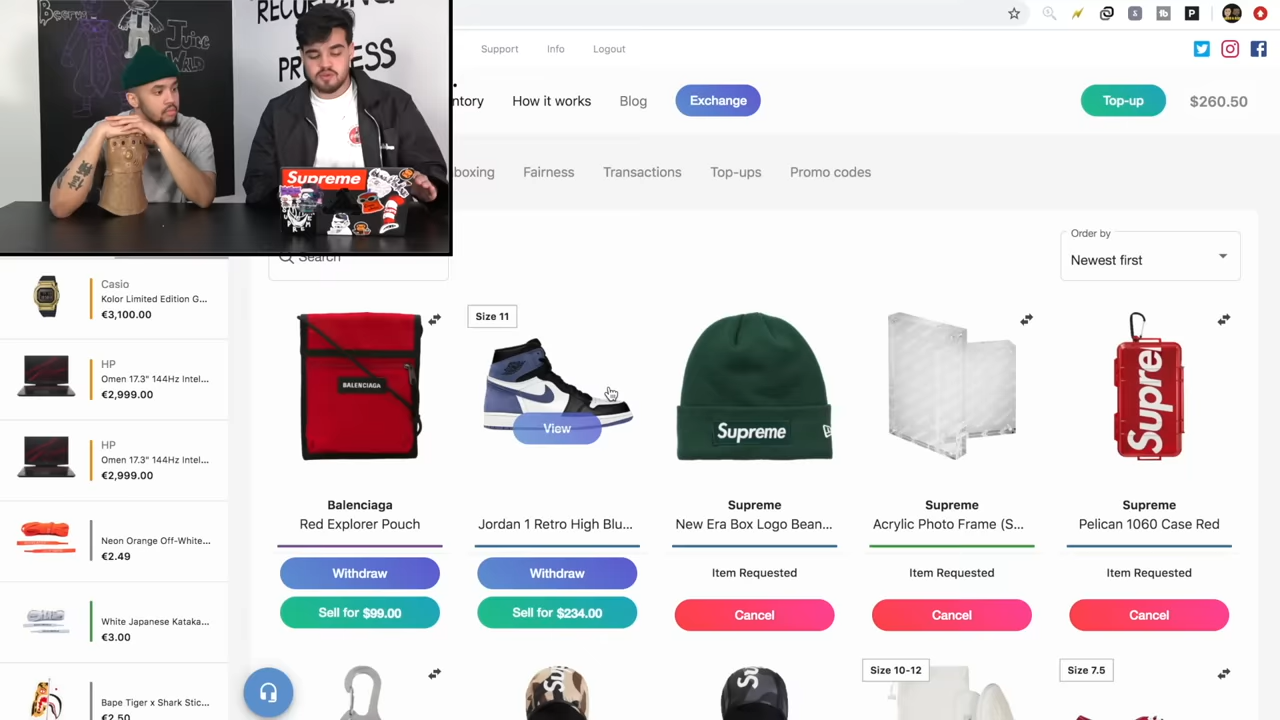 RECORDING
PROGRESS
Juice
Supreme
Support Info Logout
ntory How it works Blog Exchange Top-up $260.50
boxing Fairness Transactions Top-ups Promo codes
Search
Order by
Newest first
Casio
Kolor Limited Edition G...
€3,100.00
HP
Omen 17.3" 144Hz Intel...
€2,999.00
HP
Omen 17.3" 144Hz Intel...
€2,999.00
Neon Orange Off-White...
€2.49
White Japanese Kataka...
€3.00
Bape Tiger x Shark Stic...
€2.50
BALENCIAGA
Balenciaga
Red Explorer Pouch
Withdraw
Sell for $99.00
Size 11
View
Jordan 1 Retro High Blu...
Withdraw
Sell for $234.00
Supreme
Supreme
New Era Box Logo Bean...
Item Requested
Cancel
Supreme
Acrylic Photo Frame (S...
Item Requested
Cancel
Supre
Supreme
Pelican 1060 Case Red
Item Requested
Cancel
Size 10-12
Size 7.5